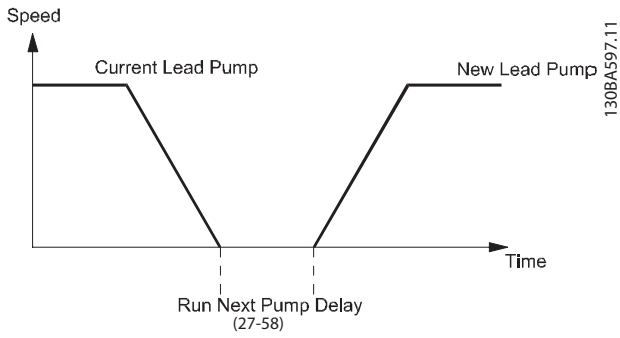 Speed
Current Lead Pump
New Lead Pump
130BA597.11
Time
Run Next Pump Delay
(27-58)